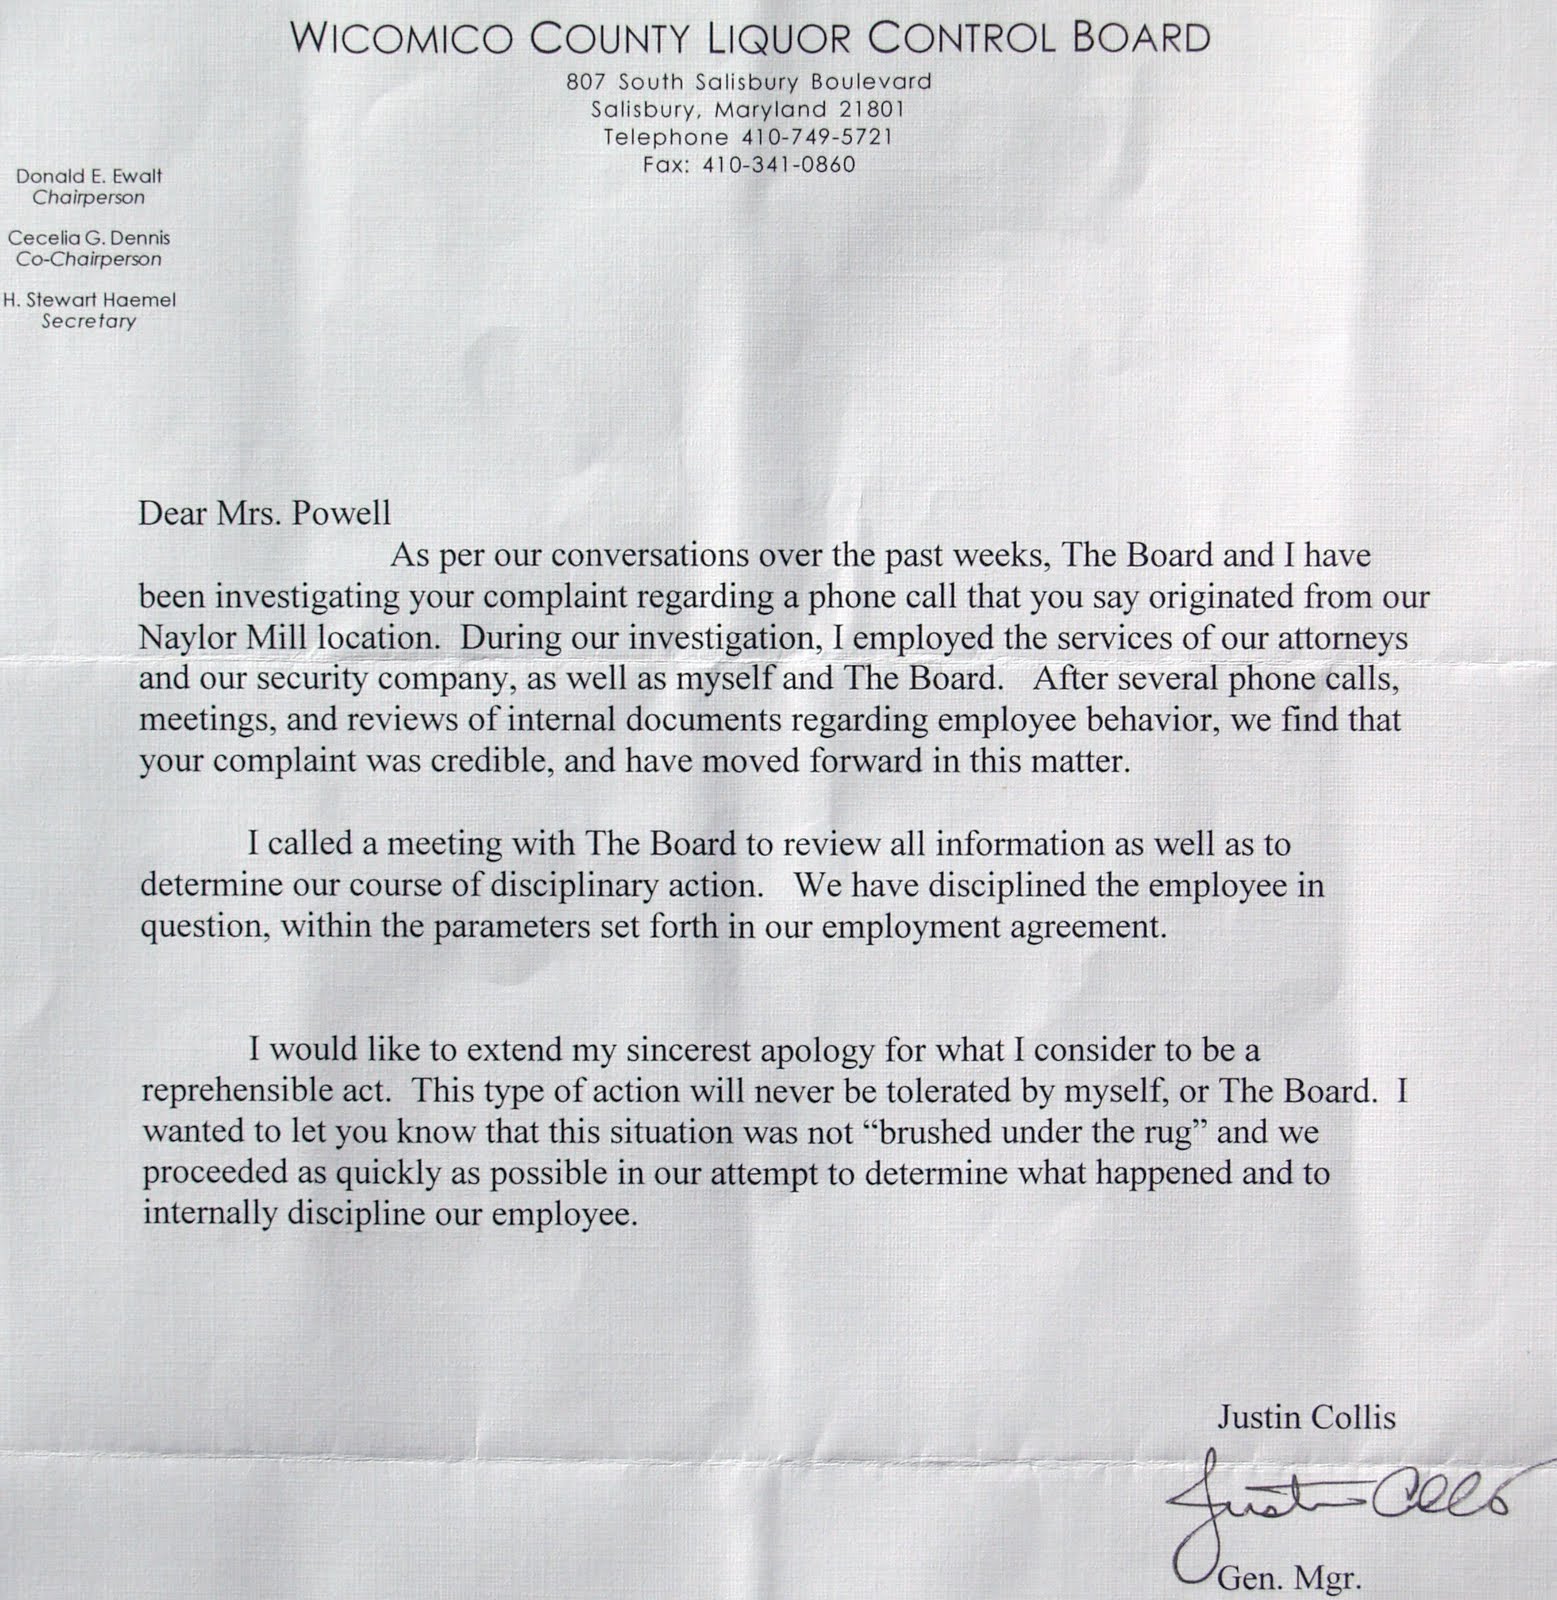 WICOMICO COUNTY LIQUOR CONTROL BOARD
807 South Salisbury Boulevard
Salisbury, Maryland 21801
Telephone 410-749-5721
Fax: 410-341-0860
Donald E. Ewalt
Chairperson
Cecelia G. Dennis
Co-Chairperson
H. Stewart Haemel
Secretary
Dear Mrs. Powell
As per our conversations over the past weeks, The Board and I have
been investigating your complaint regarding a phone call that you say originated from our
Naylor Mill location. During our investigation, I employed the services of our attorneys
and our security company, as well as myself and The Board. After several phone calls,
meetings, and reviews of internal documents regarding employee behavior, we find that
your complaint was credible, and have moved forward in this matter.
I called a meeting with The Board to review all information as well as to
determine our course of disciplinary action. We have disciplined the employee in
question, within the parameters set forth in our employment agreement.
I would like to extend my sincerest apology for what I consider to be a
reprehensible act. This type of action will never be tolerated by myself, or The Board. I
wanted to let you know that this situation was not “brushed under the rug” and we
proceeded as quickly as possible in our attempt to determine what happened and to
internally discipline our employee.
Justin Collis
Justin Collis
Gen. Mgr.